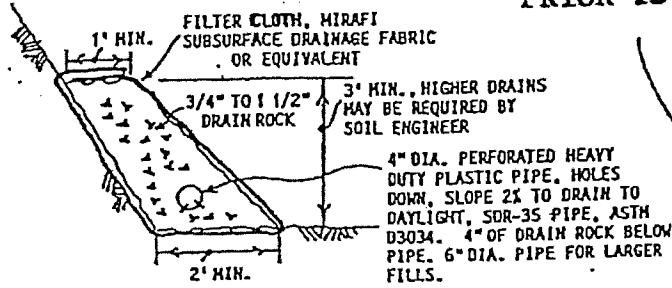 PRIOR
FILTER CLOTH, MIRAFI
SUBSURFACE DRAINAGE FABRIC
OR EQUIVALENT
1' MIN.
3/4" TO 1 1/2"
DRAIN ROCK
3' MIN., HIGHER DRAINS
MAY BE REQUIRED BY
SOIL ENGINEER
4" DIA. PERFORATED HEAVY
DUTY PLASTIC PIPE, HOLES
DOWN, SLOPE 2% TO DRAIN TO
DAYLIGHT, SDR-35 PIPE, ASTM
D3034. 4" OF DRAIN ROCK BELOW
PIPE. 6" DIA. PIPE FOR LARGER
FILLS.
2' MIN.